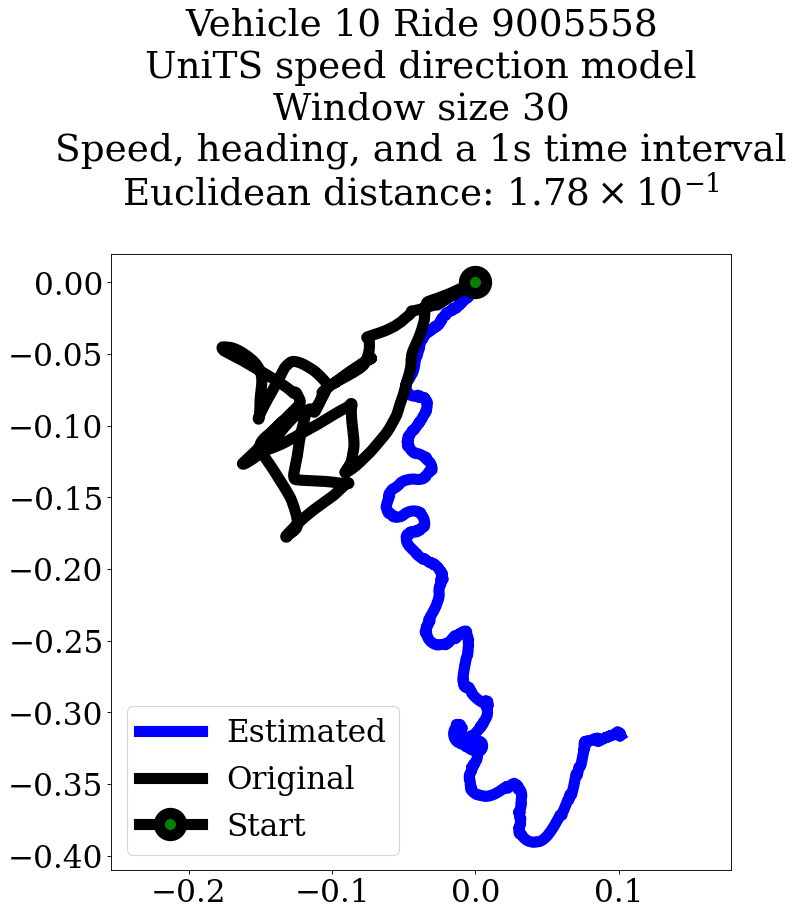 Vehicle 10 Ride 9005558
UniTS speed direction model
Window size 30
Speed, heading, and a 1s time interval
Euclidean distance: 1.78 × 10⁻¹
0.00
−0.05
−0.10
−0.15
−0.20
−0.25
−0.30
−0.35
−0.40
Estimated
Original
Start
−0.2
−0.1
0.0
0.1